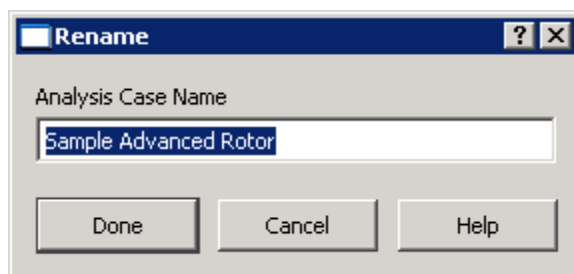 Rename
Analysis Case Name
Sample Advanced Rotor
Done Cancel Help